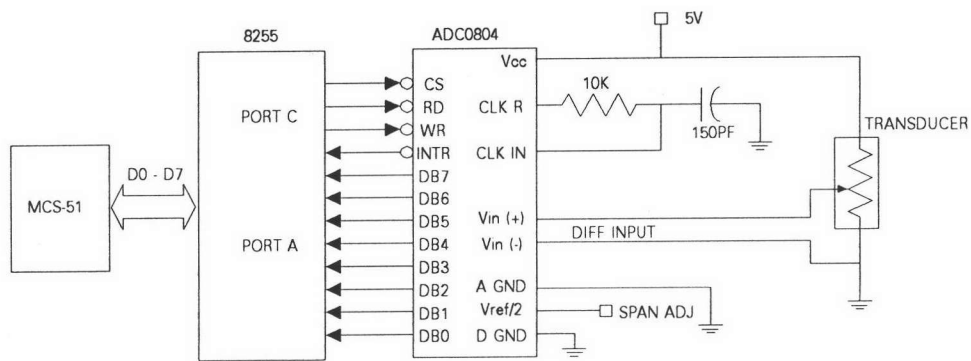 5V
8255
ADC0804
Vcc
CS
RD
WR
INTR
DB7
DB6
DB5
DB4
DB3
DB2
DB1
DB0
CLK R
CLK IN
Vin (+)
Vin (-)
A GND
Vref/2
D GND
10K
150PF
TRANSDUCER
PORT C
PORT A
D0 - D7
MCS-51
DIFF INPUT
SPAN ADJ